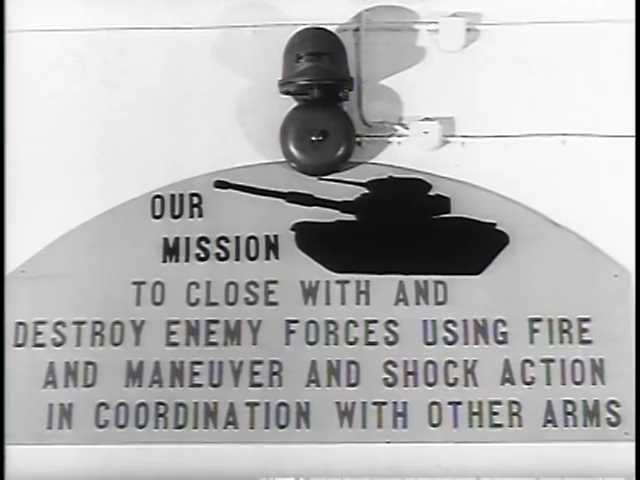 OUR
MISSION
TO CLOSE WITH AND
DESTROY ENEMY FORCES USING FIRE
AND MANEUVER AND SHOCK ACTION
IN COORDINATION WITH OTHER ARMS